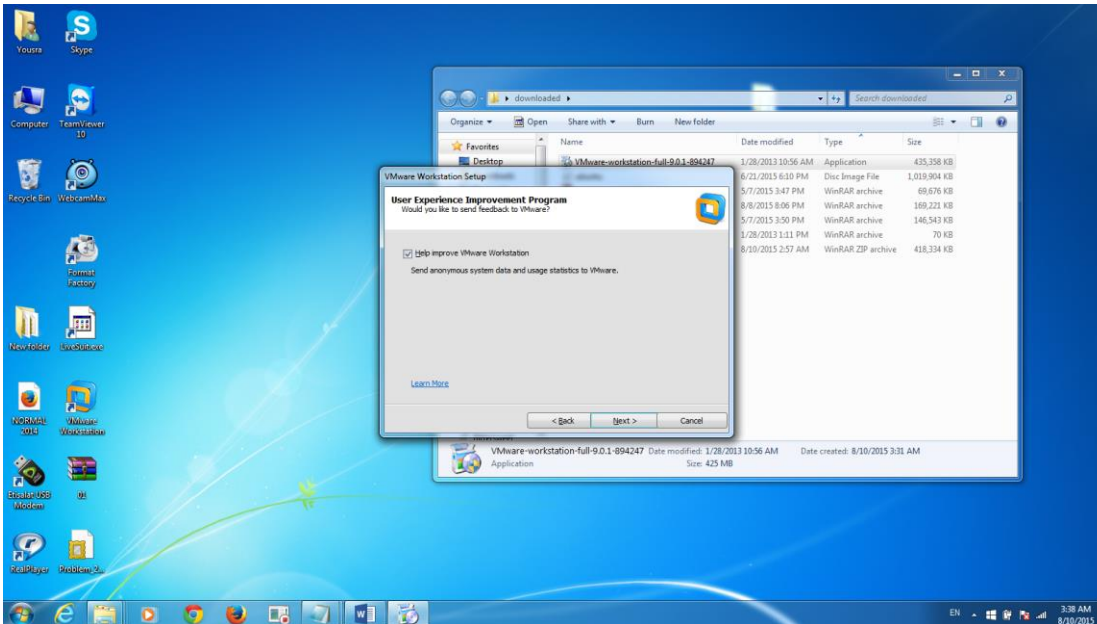 Yousra
Skype
Computer
TeamViewer 10
Recycle Bin
WebcamMax
Format Factory
New folder
LiveSuit.exe
NORMAL 2014
VMware Workstation
Etisalat USB Modem
01
RealPlayer
Problem_2...
downloaded
Search downloaded
Organize
Open
Share with
Burn
New folder
Favorites
Desktop
Name
Date modified
Type
Size
VMware-workstation-full-9.0.1-894247 1/28/2013 10:56 AM Application 435,358 KB
ubuntu 6/21/2015 6:10 PM Disc Image File 1,019,904 KB
5/7/2015 3:47 PM WinRAR archive 69,676 KB
8/8/2015 8:06 PM WinRAR archive 169,221 KB
5/7/2015 3:50 PM WinRAR archive 146,543 KB
1/28/2013 1:11 PM WinRAR archive 70 KB
8/10/2015 2:57 AM WinRAR ZIP archive 418,334 KB
VMware Workstation Setup
User Experience Improvement Program
Would you like to send feedback to VMware?
Help improve VMware Workstation
Send anonymous system data and usage statistics to VMware.
Learn More
< Back
Next >
Cancel
VMware-workstation-full-9.0.1-894247 Date modified: 1/28/2013 10:56 AM Date created: 8/10/2015 3:31 AM
Application Size: 425 MB
EN
3:38 AM
8/10/2015